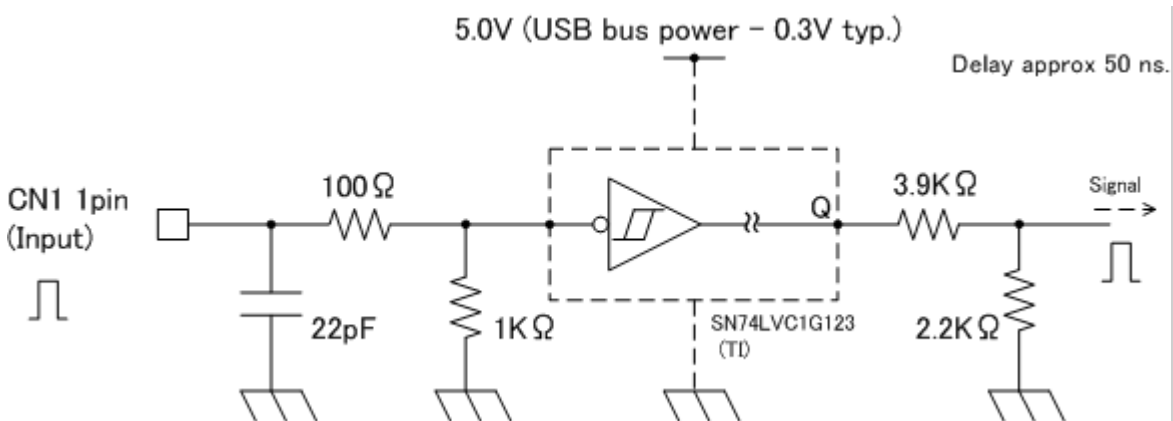 5.0V (USB bus power - 0.3V typ.)
Delay approx 50 ns.
CN1 1pin
(Input)
100Ω
22pF
1KΩ
Q
SN74LVC1G123
(TI)
3.9KΩ
2.2KΩ
Signal